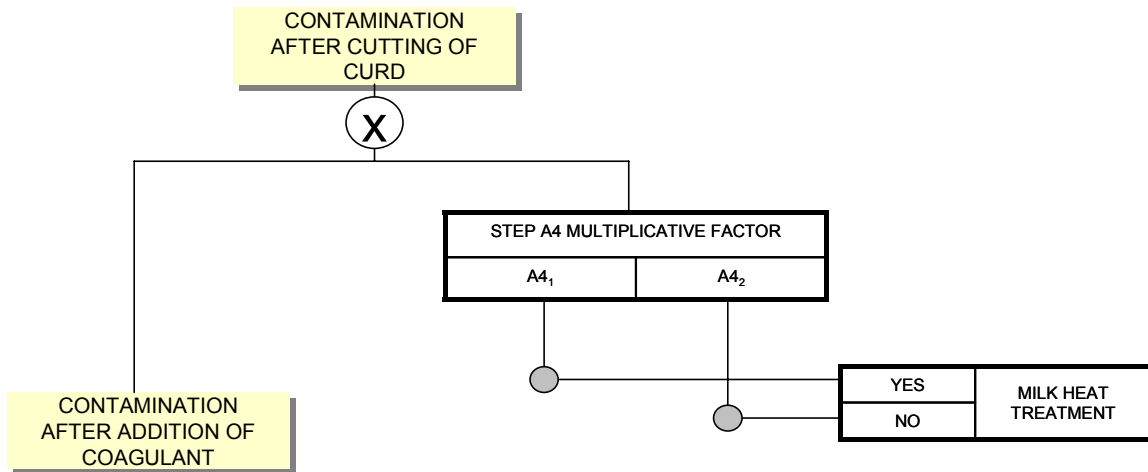 CONTAMINATION
AFTER CUTTING OF
CURD
X
STEP A4 MULTIPLICATIVE FACTOR
A4₁ A4₂
YES
MILK HEAT
TREATMENT
NO
CONTAMINATION
AFTER ADDITION OF
COAGULANT